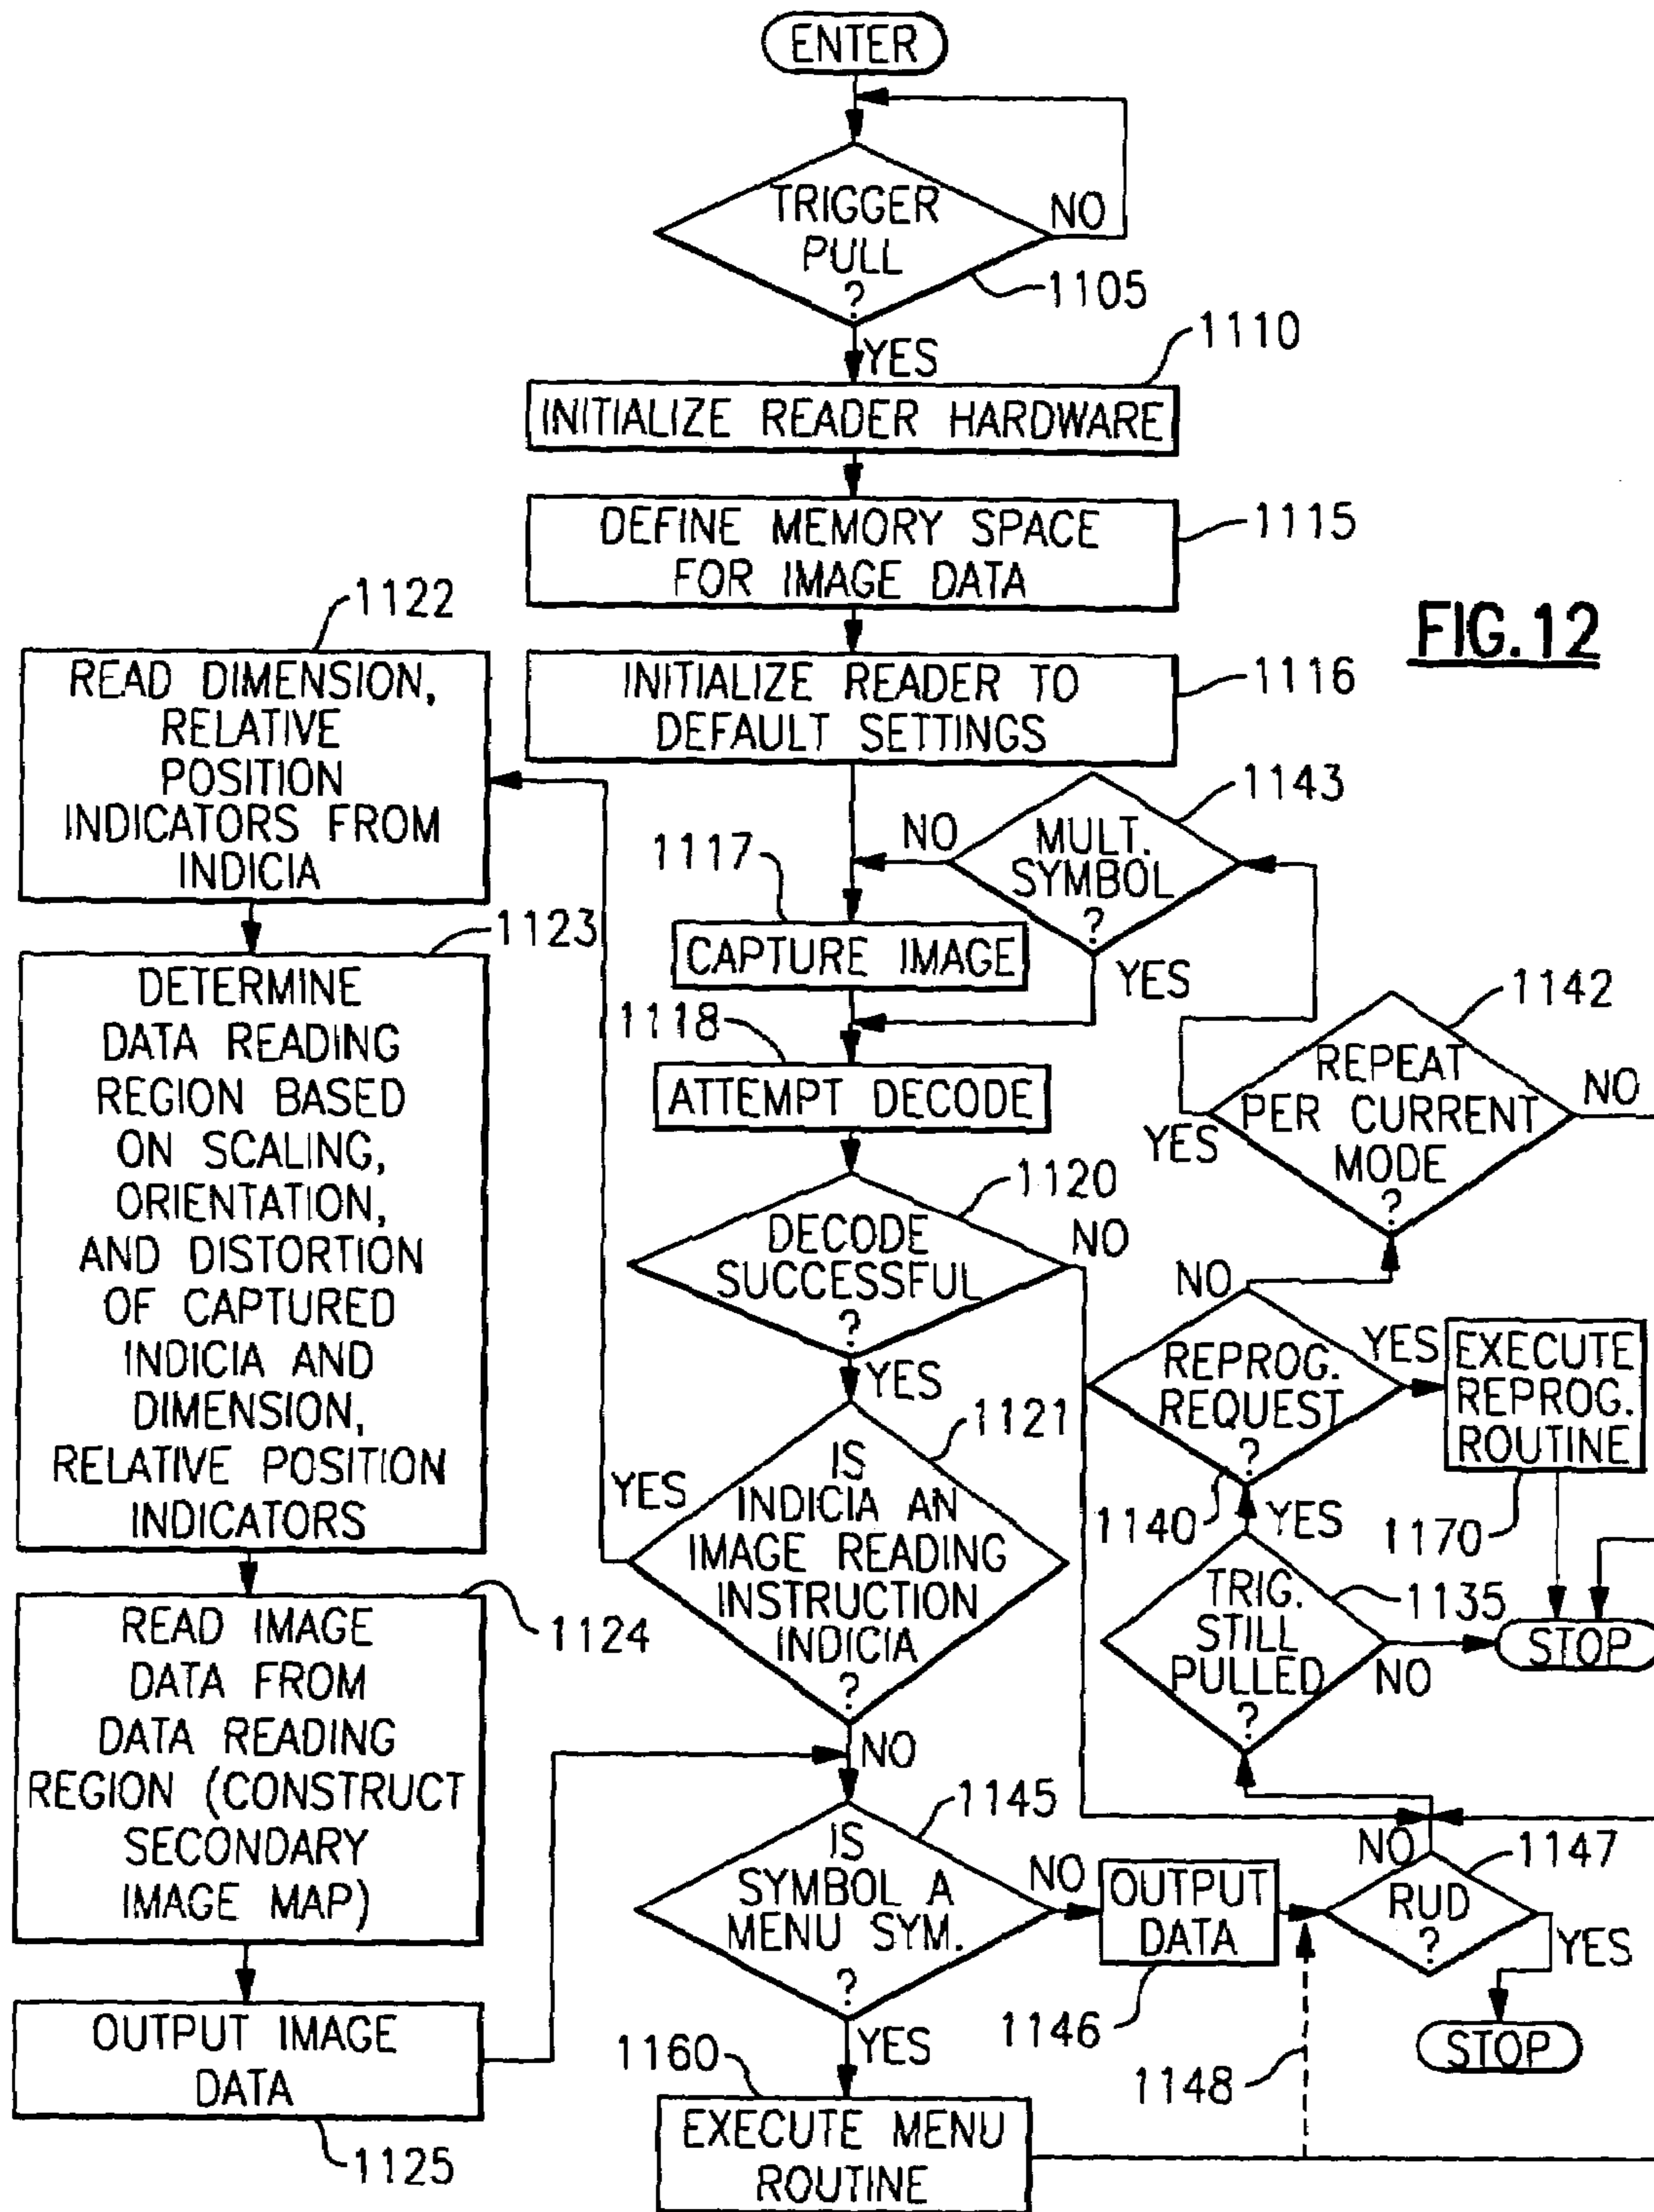 ENTER
TRIGGER
PULL
?
NO
1105
YES
1110
INITIALIZE READER HARDWARE
DEFINE MEMORY SPACE
FOR IMAGE DATA
1115
FIG.12
INITIALIZE READER TO
DEFAULT SETTINGS
1116
1122
READ DIMENSION,
RELATIVE
POSITION
INDICATORS FROM
INDICIA
1123
DETERMINE
DATA READING
REGION BASED
ON SCALING,
ORIENTATION,
AND DISTORTION
OF CAPTURED
INDICIA AND
DIMENSION,
RELATIVE POSITION
INDICATORS
1124
READ IMAGE
DATA FROM
DATA READING
REGION (CONSTRUCT
SECONDARY
IMAGE MAP)
OUTPUT IMAGE
DATA
1125
1143
MULT.
SYMBOL
?
NO
YES
1117
CAPTURE IMAGE
1118
ATTEMPT DECODE
1142
REPEAT
PER CURRENT
MODE
?
NO
YES
1120
DECODE
SUCCESSFUL
?
NO
YES
1121
IS
INDICIA AN
IMAGE READING
INSTRUCTION
INDICIA
?
YES
NO
NO
REPROG.
REQUEST
?
YES
1140
EXECUTE
REPROG.
ROUTINE
1170
YES
TRIG.
STILL
PULLED
?
1135
NO
STOP
1145
IS
SYMBOL A
MENU SYM.
?
NO
YES
OUTPUT
DATA
1146
NO
1147
RUD
?
YES
STOP
1148
1160
EXECUTE MENU
ROUTINE